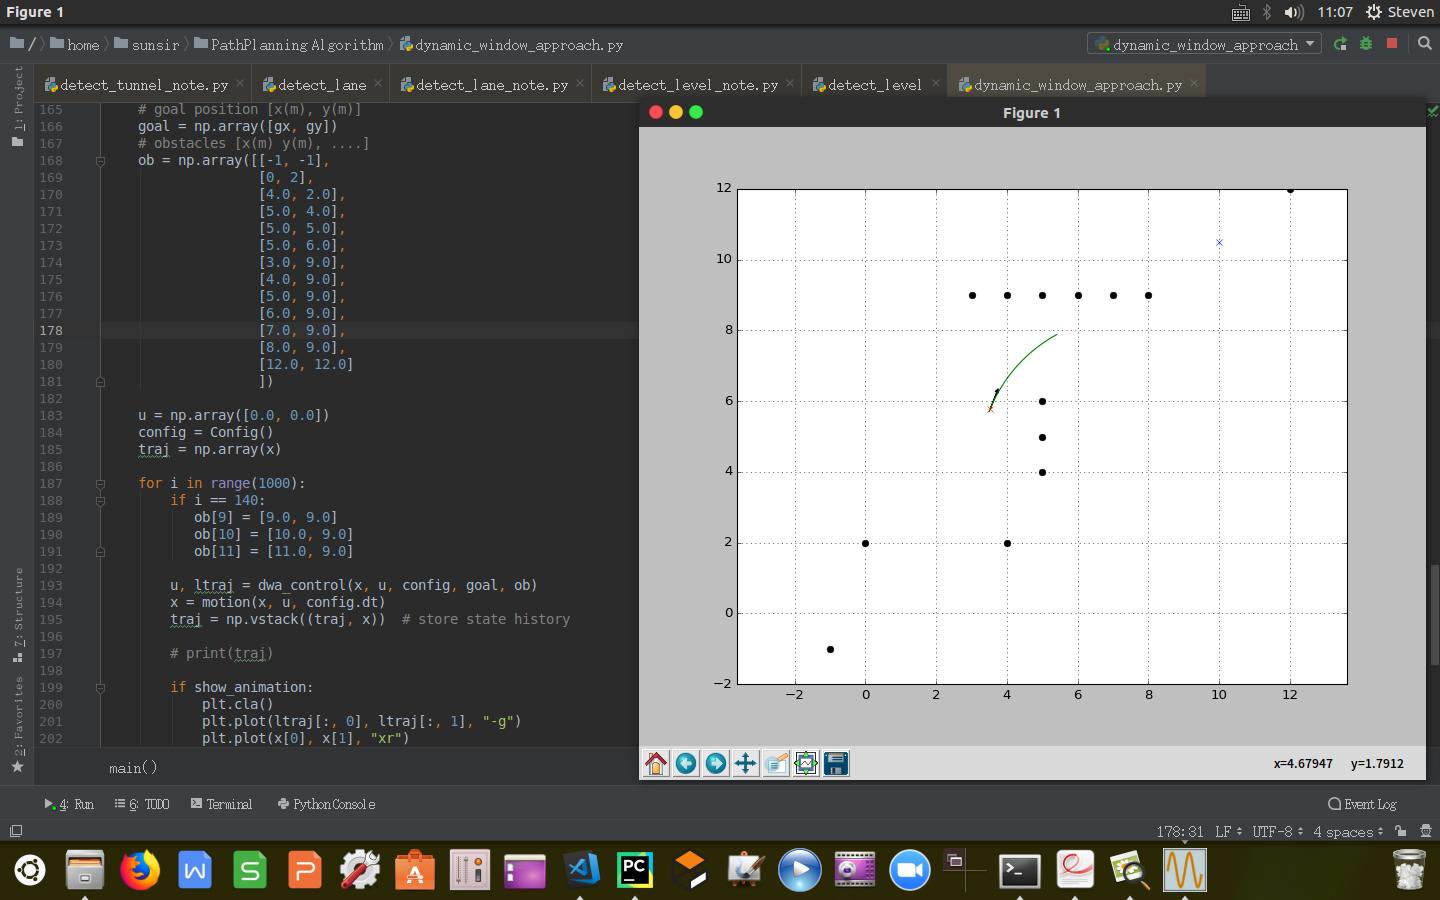 Figure 1
11:07
Steven
/ home sunsir PathPlanning Algorithm dynamic_window_approach.py
dynamic_window_approach
detect_tunnel_note.py
detect_lane
detect_lane_note.py
detect_level_note.py
detect_level
dynamic_window_approach.py
1: Project
7: Structure
2: Favorites
165 # goal position [x(m), y(m)]
166 goal = np.array([gx, gy])
167 # obstacles [x(m) y(m), ....]
168 ob = np.array([[-1, -1],
169 [0, 2],
170 [4.0, 2.0],
171 [5.0, 4.0],
172 [5.0, 5.0],
173 [5.0, 6.0],
174 [3.0, 9.0],
175 [4.0, 9.0],
176 [5.0, 9.0],
177 [6.0, 9.0],
178 [7.0, 9.0],
179 [8.0, 9.0],
180 [12.0, 12.0]
181 ])
182
183 u = np.array([0.0, 0.0])
184 config = Config()
185 traj = np.array(x)
186
187 for i in range(1000):
188 if i == 140:
189 ob[9] = [9.0, 9.0]
190 ob[10] = [10.0, 9.0]
191 ob[11] = [11.0, 9.0]
192
193 u, ltraj = dwa_control(x, u, config, goal, ob)
194 x = motion(x, u, config.dt)
195 traj = np.vstack((traj, x)) # store state history
196
197 # print(traj)
198
199 if show_animation:
200 plt.cla()
201 plt.plot(ltraj[:, 0], ltraj[:, 1], "-g")
202 plt.plot(x[0], x[1], "xr")
main()
Figure 1
12
10
8
6
4
2
0
−2
−2 0 2 4 6 8 10 12
x=4.67947 y=1.7912
4: Run
6: TODO
Terminal
Python Console
Event Log
178:31 LF UTF-8 4 spaces
W
S
P
A
PC